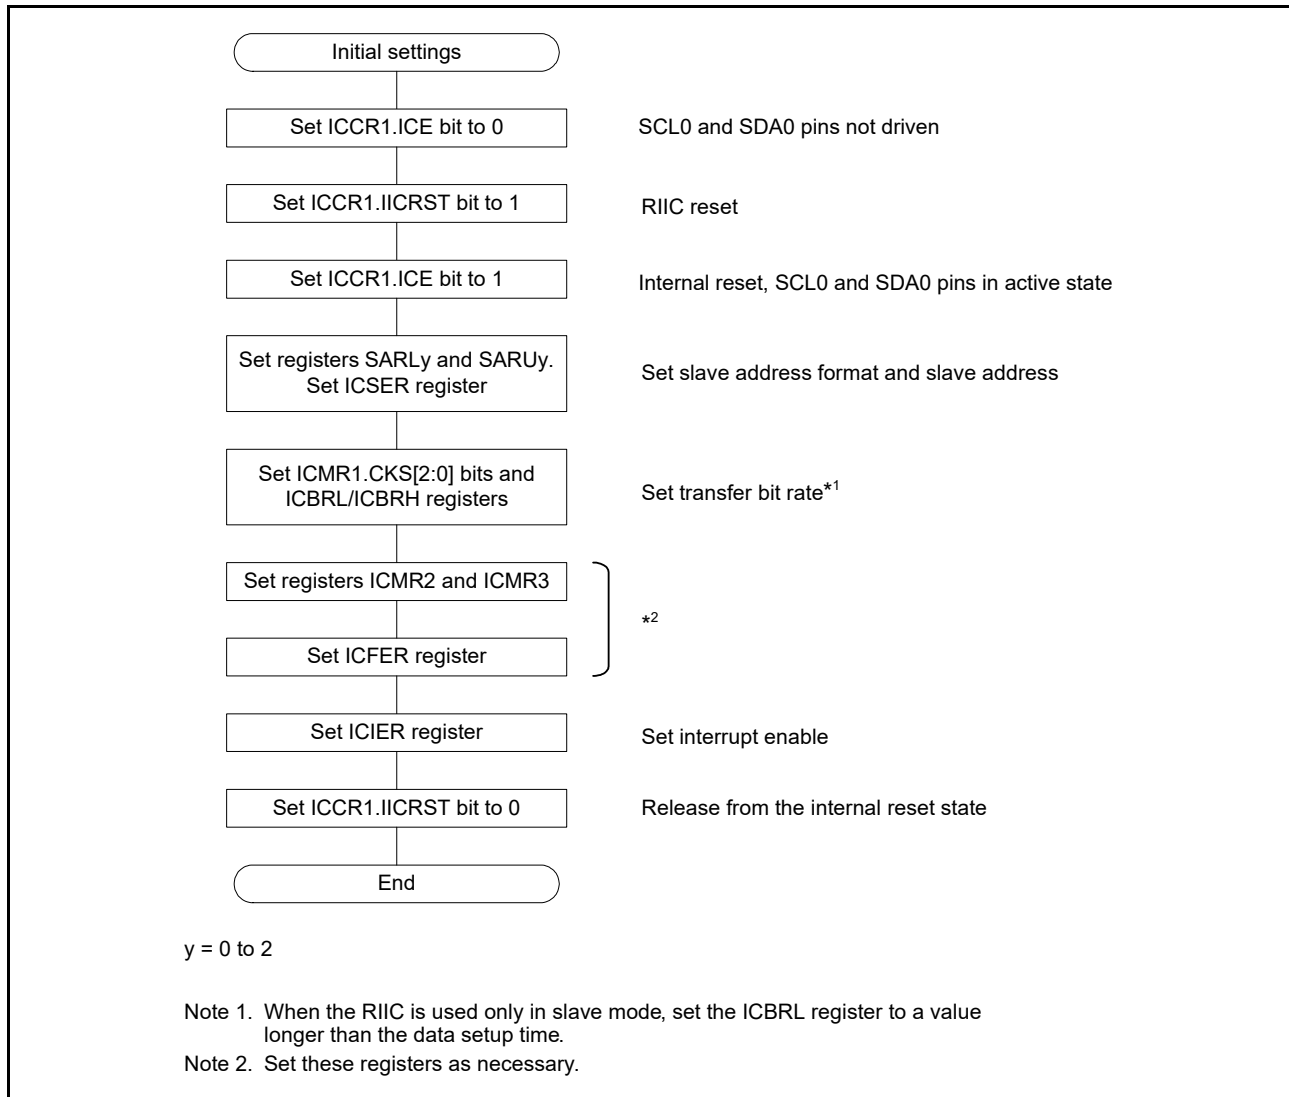 Initial settings
Set ICCR1.ICE bit to 0
SCL0 and SDA0 pins not driven
Set ICCR1.IICRST bit to 1
RIIC reset
Set ICCR1.ICE bit to 1
Internal reset, SCL0 and SDA0 pins in active state
Set registers SARLy and SARUy.
Set ICSER register
Set slave address format and slave address
Set ICMR1.CKS[2:0] bits and
ICBRL/ICBRH registers
Set transfer bit rate*1
Set registers ICMR2 and ICMR3
*2
Set ICFER register
Set ICIER register
Set interrupt enable
Set ICCR1.IICRST bit to 0
Release from the internal reset state
End
y = 0 to 2
Note 1. When the RIIC is used only in slave mode, set the ICBRL register to a value
longer than the data setup time.
Note 2. Set these registers as necessary.